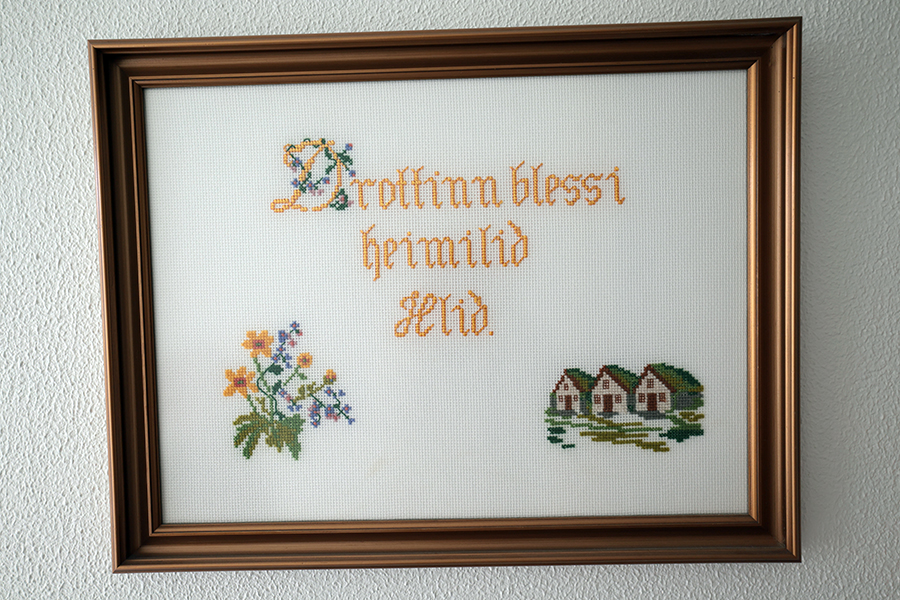 Drottinn blessi
heimilið
Hlíð.